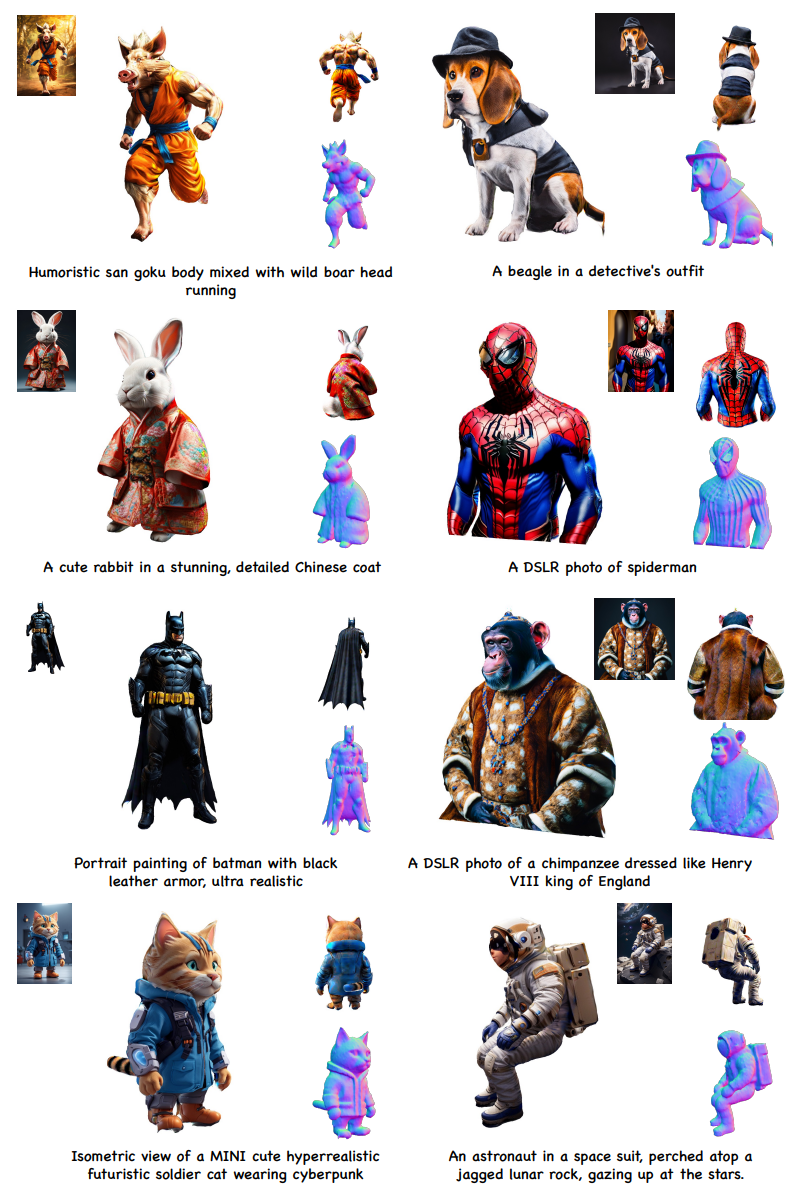 Humoristic san goku body mixed with wild boar head
running
A beagle in a detective's outfit
A cute rabbit in a stunning, detailed Chinese coat
A DSLR photo of spiderman
Portrait painting of batman with black
leather armor, ultra realistic
A DSLR photo of a chimpanzee dressed like Henry
VIII king of England
Isometric view of a MINI cute hyperrealistic
futuristic soldier cat wearing cyberpunk
An astronaut in a space suit, perched atop a
jagged lunar rock, gazing up at the stars.